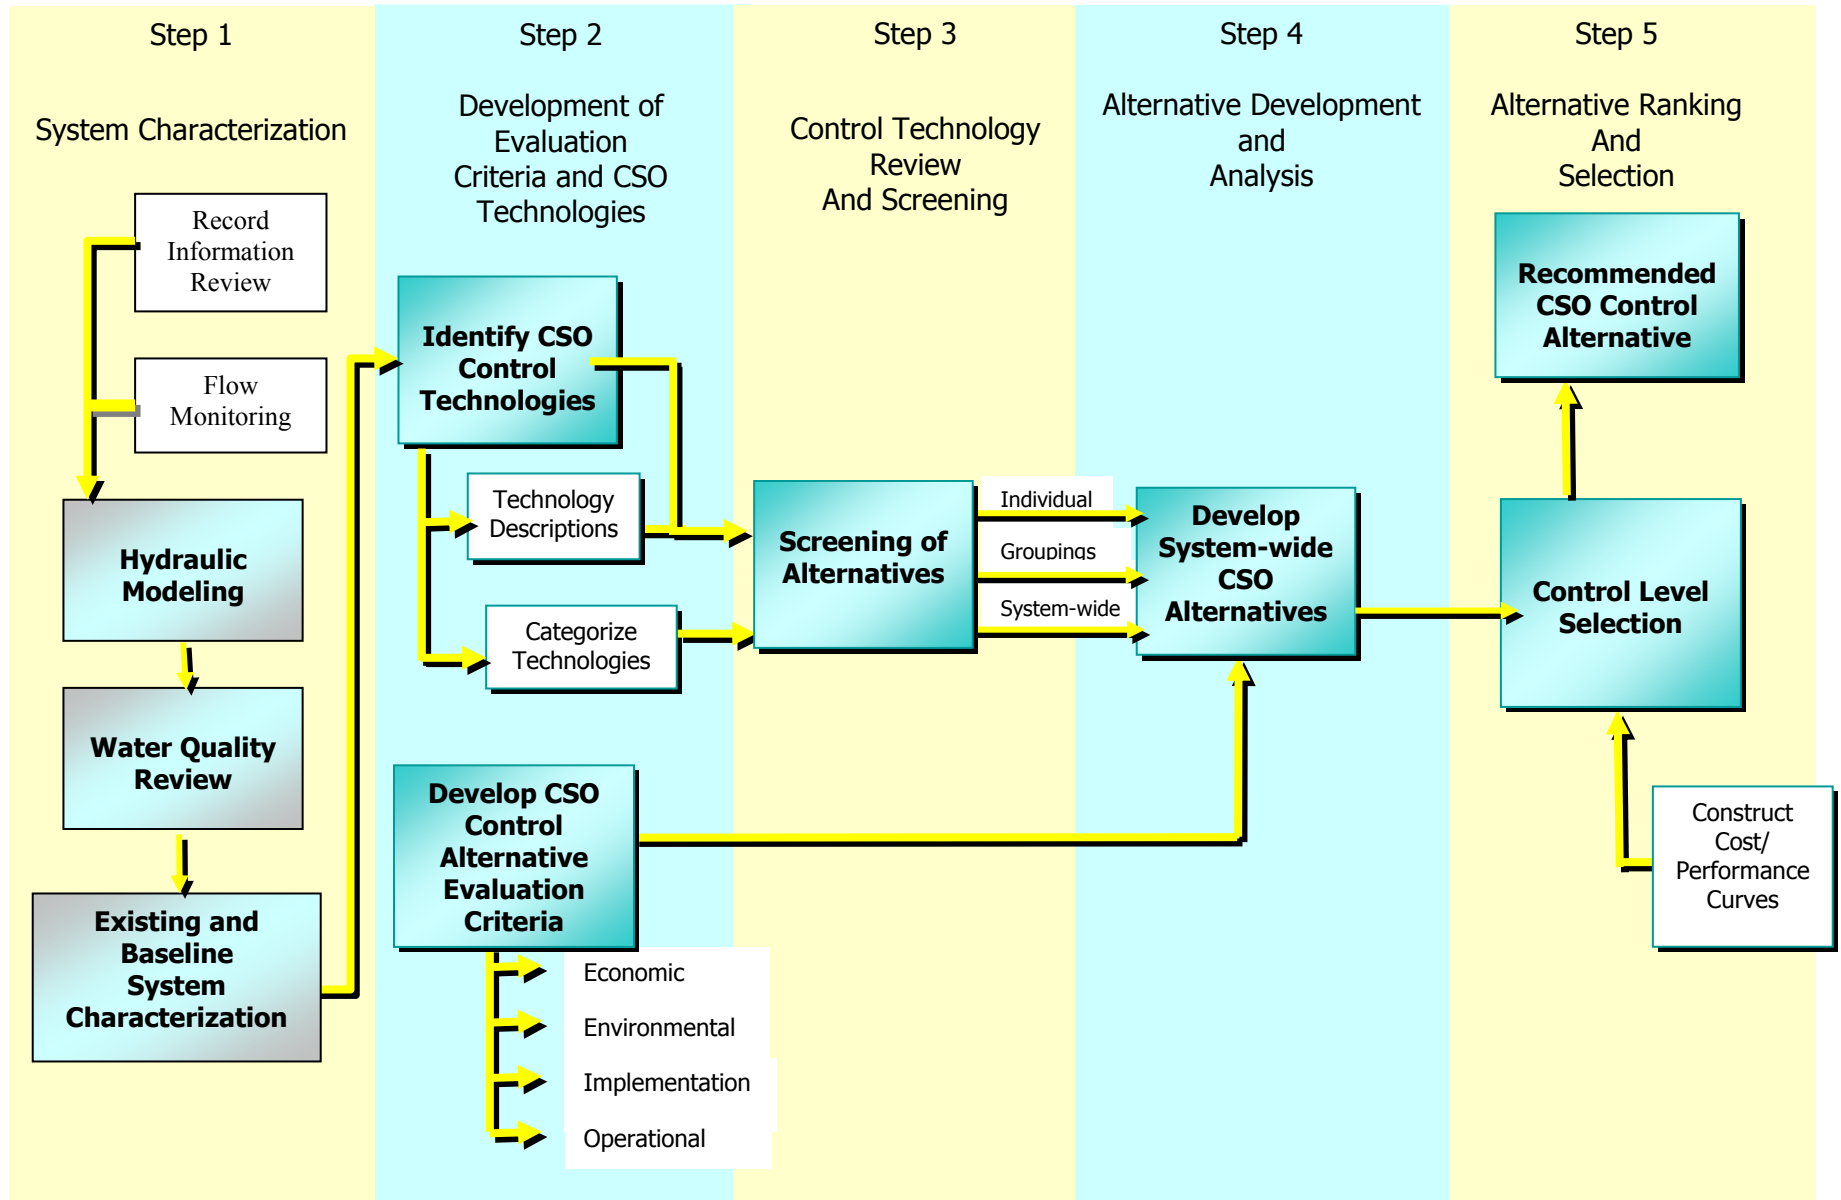 Step 1
System Characterization
Record
Information
Review
Flow
Monitoring
Hydraulic
Modeling
Water Quality
Review
Existing and
Baseline
System
Characterization
Step 2
Development of
Evaluation
Criteria and CSO
Technologies
Identify CSO
Control
Technologies
Technology
Descriptions
Categorize
Technologies
Develop CSO
Control
Alternative
Evaluation
Criteria
Economic
Environmental
Implementation
Operational
Step 3
Control Technology
Review
And Screening
Screening of
Alternatives
Individual
Groupings
System-wide
Step 4
Alternative Development
and
Analysis
Develop
System-wide
CSO
Alternatives
Step 5
Alternative Ranking
And
Selection
Recommended
CSO Control
Alternative
Control Level
Selection
Construct
Cost/
Performance
Curves